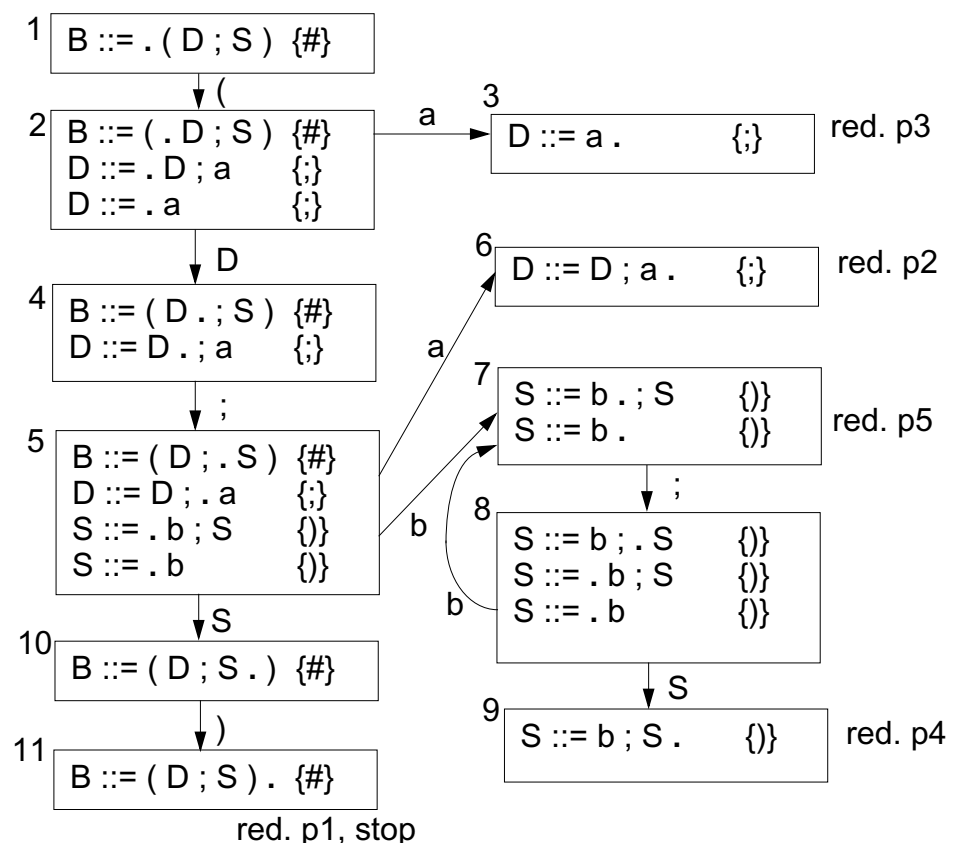 1
B ::= . ( D ; S ) {#}
(
2
B ::= ( . D ; S ) {#}
D ::= . D ; a {;}
D ::= . a {;}
a
3
D ::= a . {;}
red. p3
D
4
B ::= ( D . ; S ) {#}
D ::= D . ; a {;}
;
5
B ::= ( D ; . S ) {#}
D ::= D ; . a {;}
S ::= . b ; S {)}
S ::= . b {)}
a
6
D ::= D ; a . {;}
red. p2
b
7
S ::= b . ; S {)}
S ::= b . {)}
red. p5
;
8
S ::= b ; . S {)}
S ::= . b ; S {)}
S ::= . b {)}
b
S
9
S ::= b ; S . {)}
red. p4
S
10
B ::= ( D ; S . ) {#}
)
11
B ::= ( D ; S ) . {#}
red. p1, stop